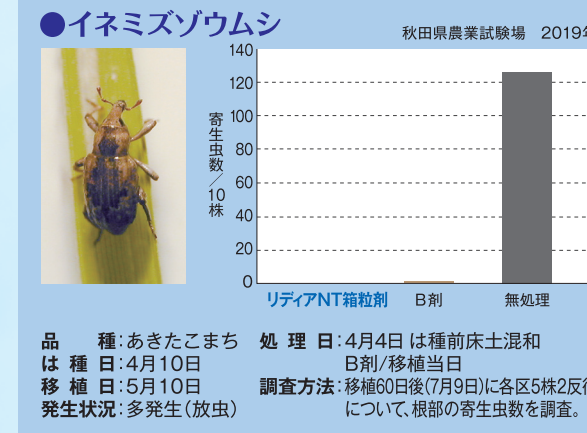 ●イネミズゾウムシ
秋田県農業試験場 2019年
寄生虫数/10株
140
120
100
80
60
40
20
0
リディアNT箱粒剤 B剤 無処理
品種:あきたこまち
は種日:4月10日
移植日:5月10日
発生状況:多発生(放虫)
処理日:4月4日 は種前床土混和
B剤/移植当日
調査方法:移植60日後(7月9日)に各区5株2反復
について、根部の寄生虫数を調査。